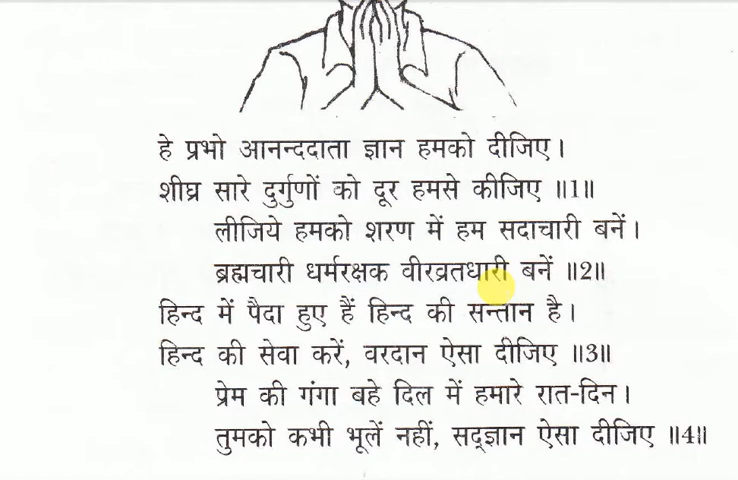 हे प्रभो आनन्ददाता ज्ञान हमको दीजिए।
शीघ्र सारे दुर्गुणों को दूर हमसे कीजिए ॥1॥
लीजिये हमको शरण में हम सदाचारी बनें।
ब्रह्मचारी धर्मरक्षक वीरव्रतधारी बनें ॥2॥
हिन्द में पैदा हुए हैं हिन्द की सन्तान है।
हिन्द की सेवा करें, वरदान ऐसा दीजिए ॥3॥
प्रेम की गंगा बहे दिल में हमारे रात-दिन।
तुमको कभी भूलें नहीं, सद्ज्ञान ऐसा दीजिए ॥4॥